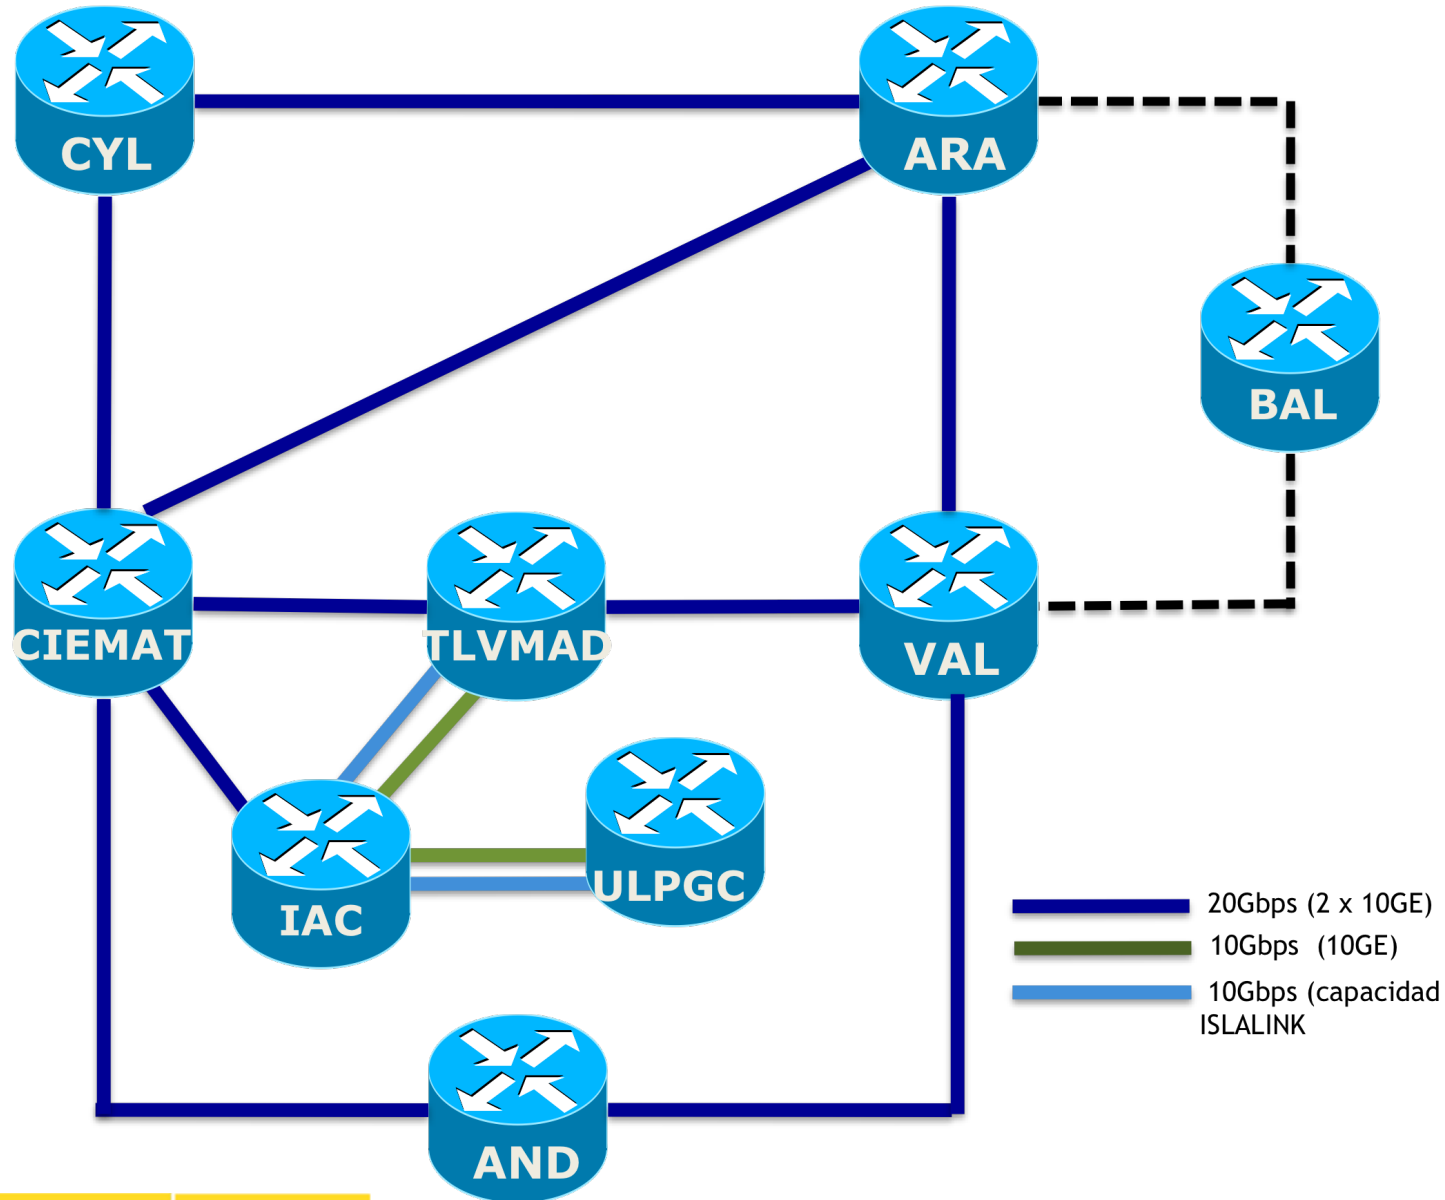 CYL
ARA
BAL
CIEMAT
TLVMAD
VAL
ULPGC
IAC
20Gbps (2 x 10GE)
10Gbps (10GE)
10Gbps (capacidad
ISLALINK
AND